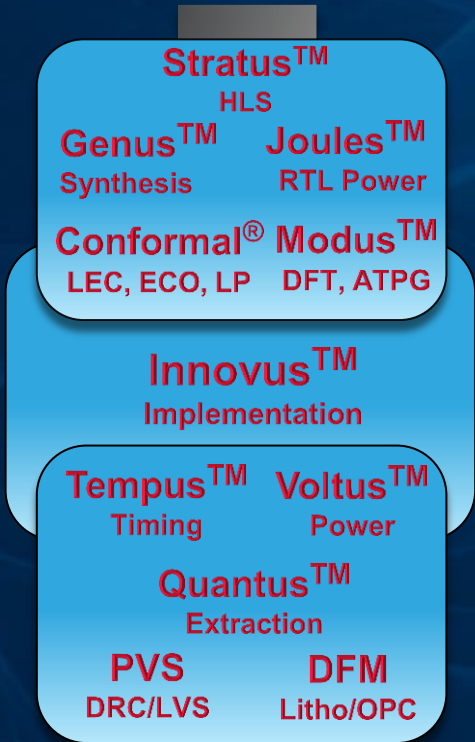 Stratus™
HLS
Genus™ Joules™
Synthesis RTL Power
Conformal® Modus™
LEC, ECO, LP DFT, ATPG
Innovus™
Implementation
Tempus™ Voltus™
Timing Power
Quantus™
Extraction
PVS DFM
DRC/LVS Litho/OPC